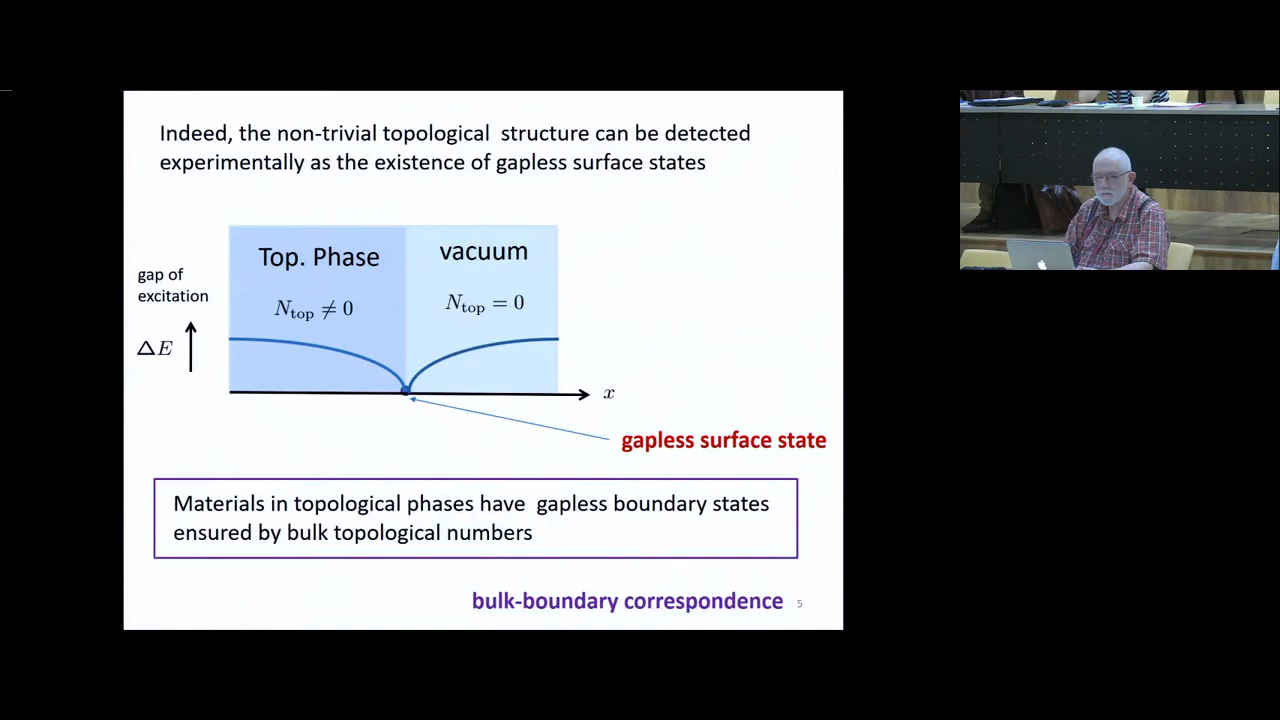 Indeed, the non-trivial topological structure can be detected
experimentally as the existence of gapless surface states
Top. Phase
vacuum
gap of
excitation
N_top ≠ 0
N_top = 0
△E
x
gapless surface state
Materials in topological phases have gapless boundary states
ensured by bulk topological numbers
bulk-boundary correspondence
5